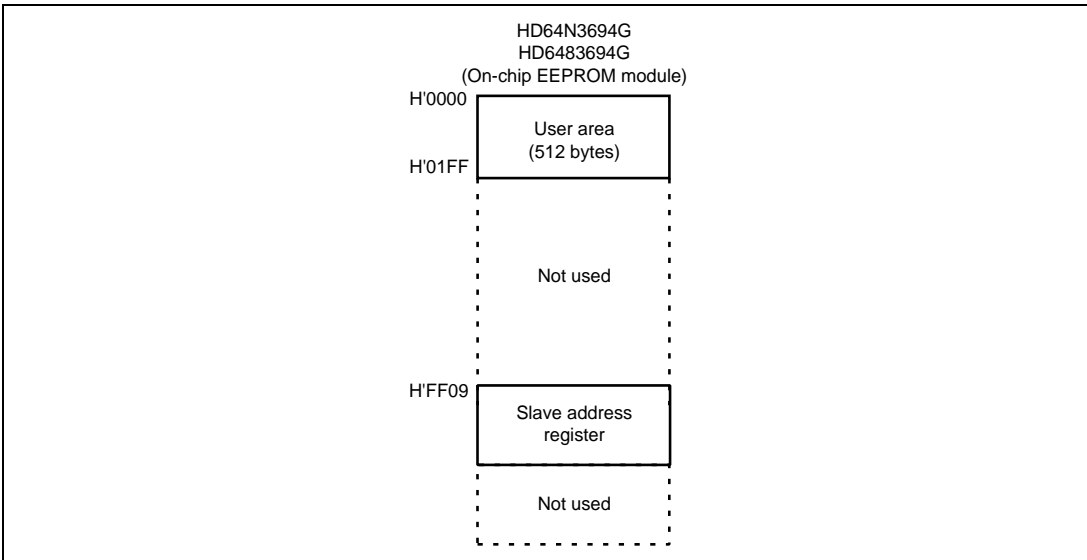 HD64N3694G
HD6483694G
(On-chip EEPROM module)
H'0000
User area
(512 bytes)
H'01FF
Not used
H'FF09
Slave address
register
Not used